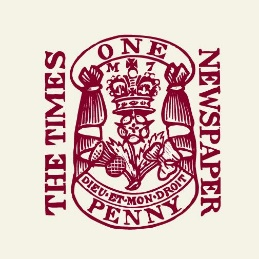 THE TIMES
ONE
M 7
DIEU·ET·MON·DROIT
PENNY
NEWSPAPER